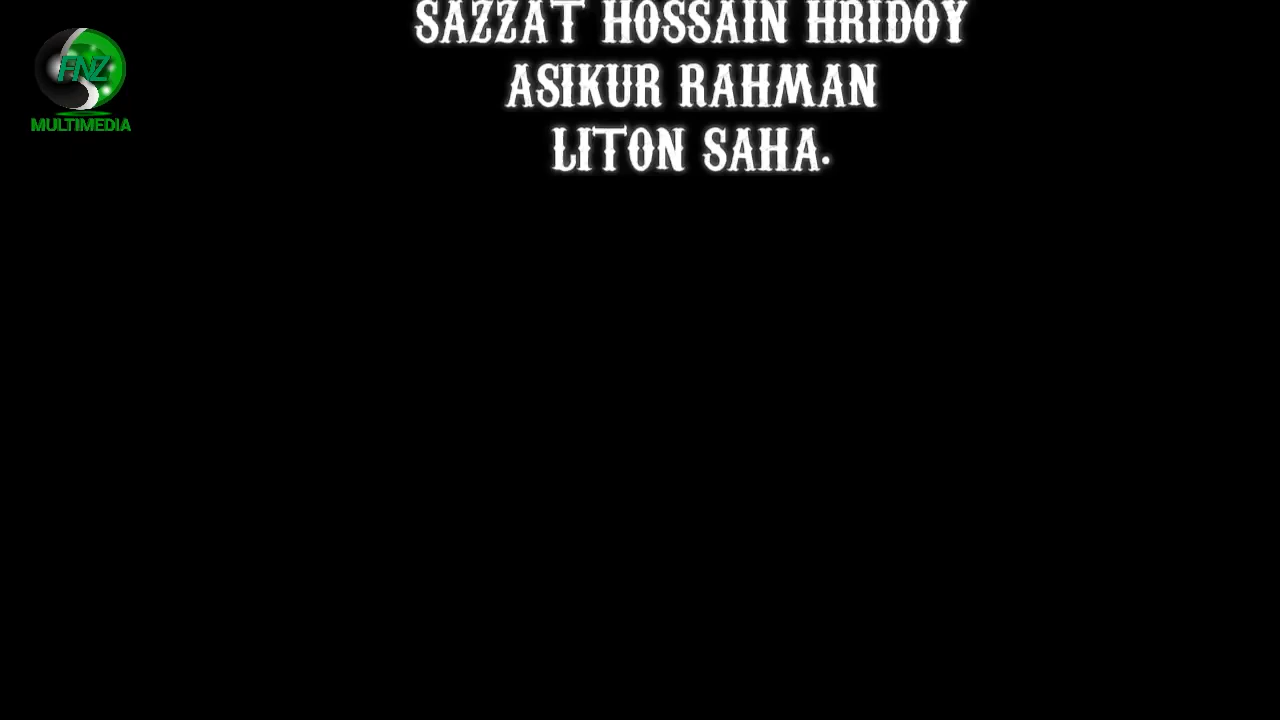 SAZZAT HOSSAIN HRIDOY
FNZ
MULTIMEDIA
ASIKUR RAHMAN
LITON SAHA.